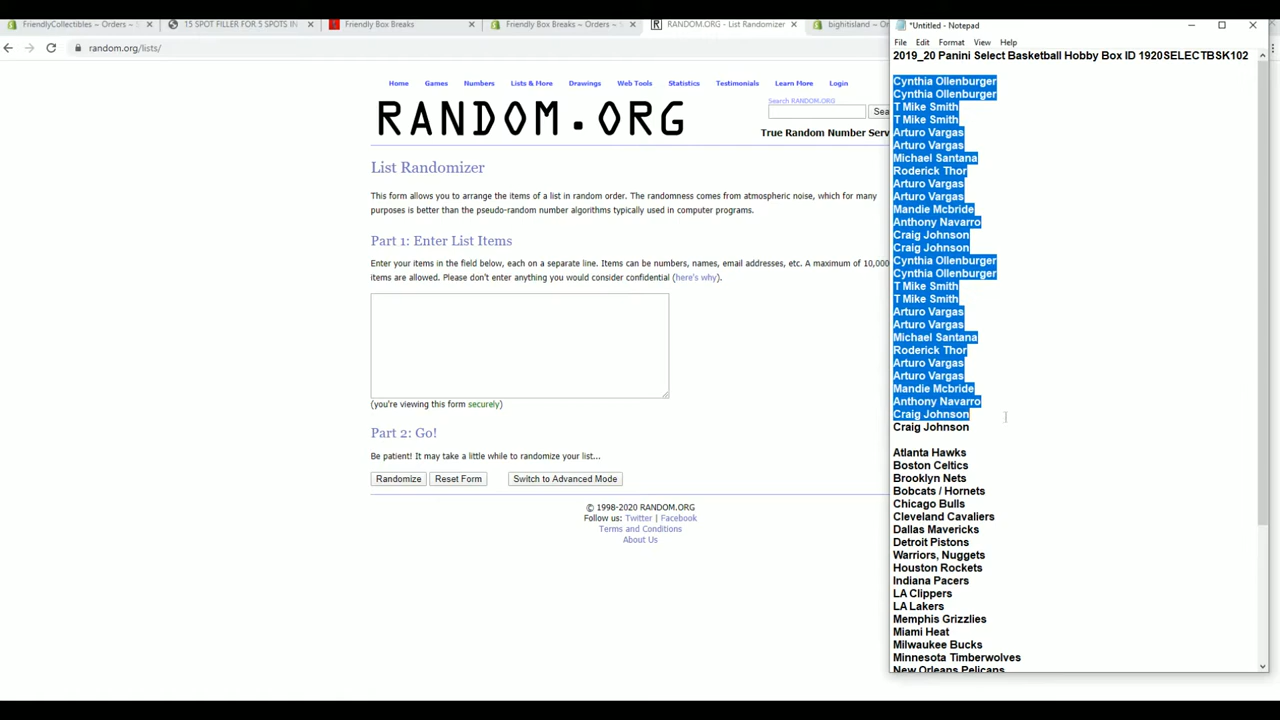 FriendlyCollectibles – Orders – S
15 SPOT FILLER FOR 5 SPOTS IN
Friendly Box Breaks
Friendly Box Breaks – Orders –
RANDOM.ORG - List Randomizer
bighitisland – Or
random.org/lists/
Home Games Numbers Lists & More Drawings Web Tools Statistics Testimonials Learn More Login
RANDOM.ORG
Search RANDOM.ORG
Sea
True Random Number Serv
List Randomizer
This form allows you to arrange the items of a list in random order. The randomness comes from atmospheric noise, which for many
purposes is better than the pseudo-random number algorithms typically used in computer programs.
Part 1: Enter List Items
Enter your items in the field below, each on a separate line. Items can be numbers, names, email addresses, etc. A maximum of 10,000
items are allowed. Please don't enter anything you would consider confidential (here's why).
(you're viewing this form securely)
Part 2: Go!
Be patient! It may take a little while to randomize your list...
Randomize Reset Form Switch to Advanced Mode
© 1998-2020 RANDOM.ORG
Follow us: Twitter | Facebook
Terms and Conditions
About Us
*Untitled - Notepad
File Edit Format View Help
2019_20 Panini Select Basketball Hobby Box ID 1920SELECTBSK102
Cynthia Ollenburger
Cynthia Ollenburger
T Mike Smith
T Mike Smith
Arturo Vargas
Arturo Vargas
Michael Santana
Roderick Thor
Arturo Vargas
Arturo Vargas
Mandie Mcbride
Anthony Navarro
Craig Johnson
Craig Johnson
Cynthia Ollenburger
Cynthia Ollenburger
T Mike Smith
T Mike Smith
Arturo Vargas
Arturo Vargas
Michael Santana
Roderick Thor
Arturo Vargas
Arturo Vargas
Mandie Mcbride
Anthony Navarro
Craig Johnson
Craig Johnson
Atlanta Hawks
Boston Celtics
Brooklyn Nets
Bobcats / Hornets
Chicago Bulls
Cleveland Cavaliers
Dallas Mavericks
Detroit Pistons
Warriors, Nuggets
Houston Rockets
Indiana Pacers
LA Clippers
LA Lakers
Memphis Grizzlies
Miami Heat
Milwaukee Bucks
Minnesota Timberwolves
New Orleans Pelicans